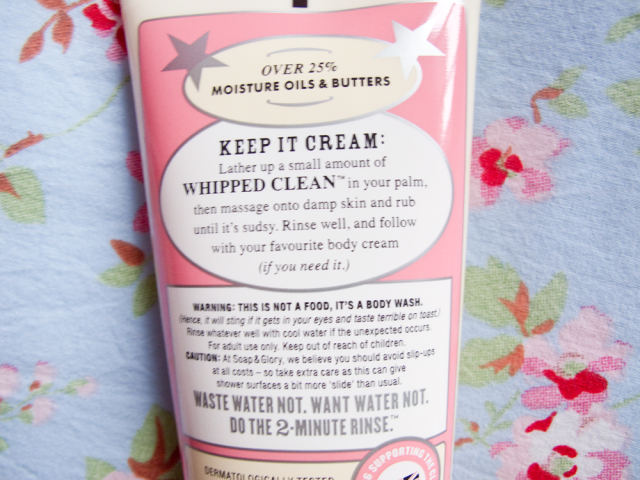 OVER 25%
MOISTURE OILS & BUTTERS
KEEP IT CREAM:
Lather up a small amount of
WHIPPED CLEAN™ in your palm,
then massage onto damp skin and rub
until it's sudsy. Rinse well, and follow
with your favourite body cream
(if you need it.)
WARNING: THIS IS NOT A FOOD, IT'S A BODY WASH.
(Hence, it will sting if it gets in your eyes and taste terrible on toast.)
Rinse whatever well with cool water if the unexpected occurs.
For adult use only. Keep out of reach of children.
CAUTION: At Soap&Glory, we believe you should avoid slip-ups
at all costs – so take extra care as this can give
shower surfaces a bit more 'slide' than usual.
WASTE WATER NOT. WANT WATER NOT.
DO THE 2-MINUTE RINSE.™
DERMATOLOGICALLY TESTED
SUPPORTING THE